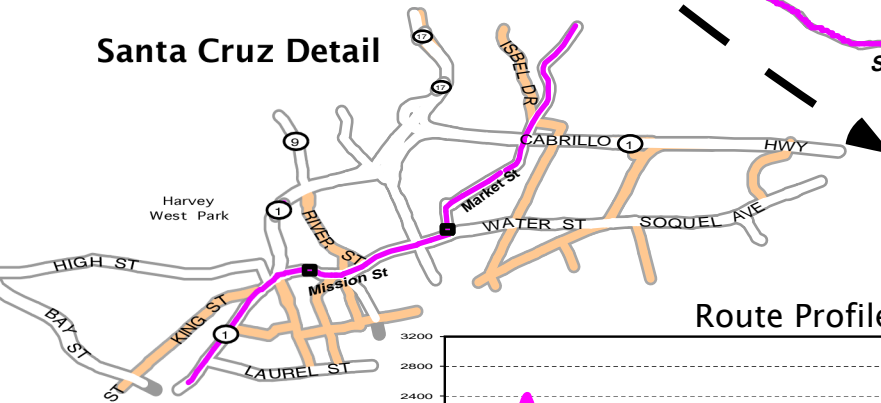 17
Santa Cruz Detail
S
ISBEL DR
17
9
CABRILLO 1 HWY
Market St
Harvey
West Park
1
RIVER ST
WATER ST
SOQUEL AVE
HIGH ST
Mission St
BAY ST
KING ST
1
Route Profile
3200
LAUREL ST
2800
ST
2400